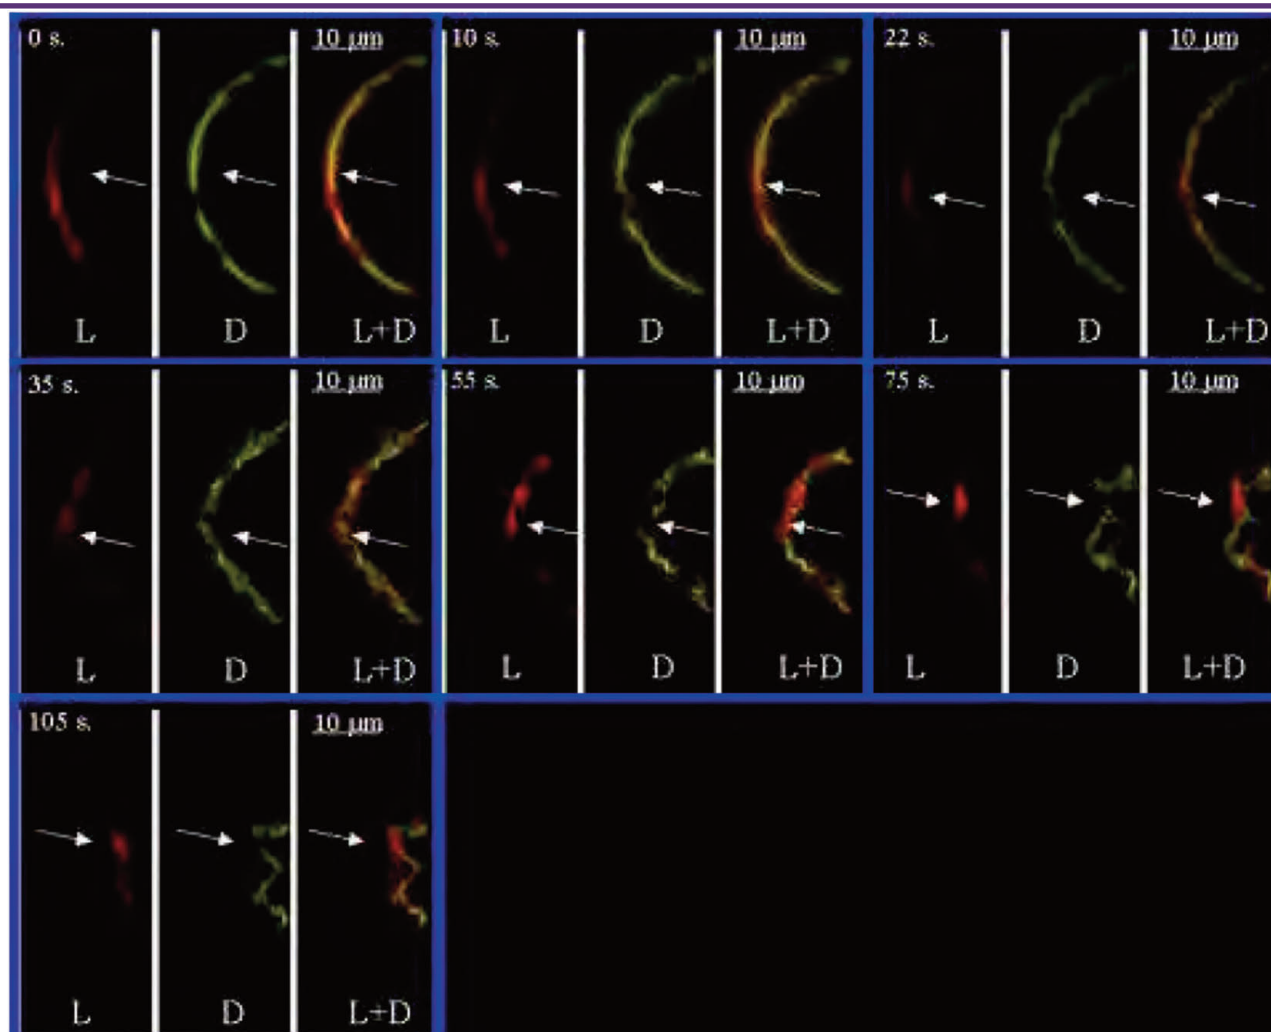 0 s. 10 µm 10 s. 10 µm 22 s. 10 µm
L D L+D L D L+D L D L+D
35 s. 10 µm 55 s. 10 µm 75 s. 10 µm
L D L+D L D L+D L D L+D
105 s. 10 µm
L D L+D